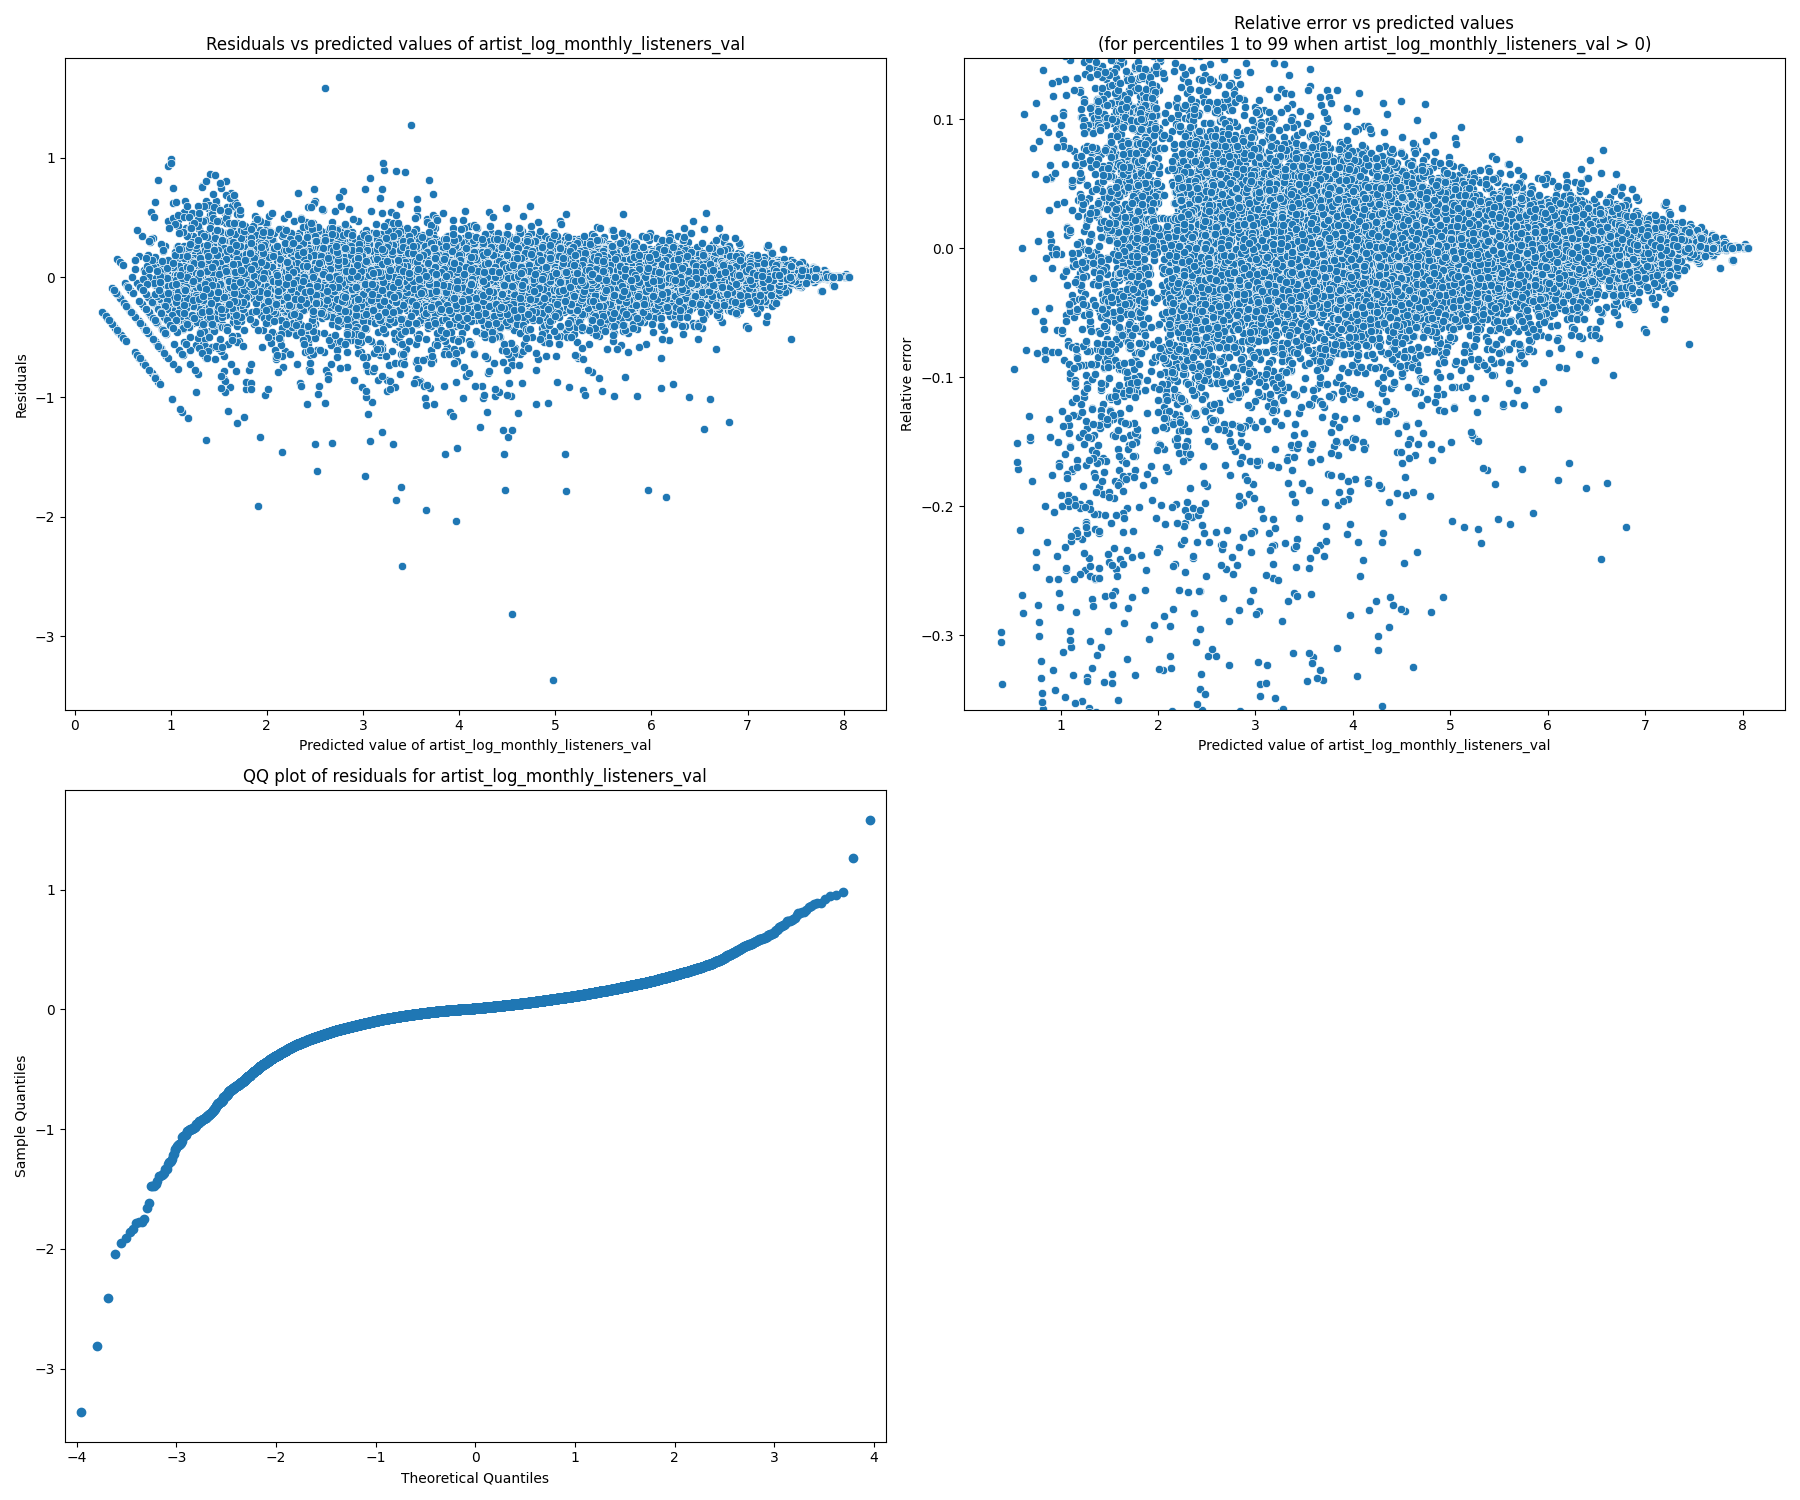 Residuals vs predicted values of artist_log_monthly_listeners_val
1
0
−1
−2
−3
Residuals
0 1 2 3 4 5 6 7 8
Predicted value of artist_log_monthly_listeners_val
Relative error vs predicted values
(for percentiles 1 to 99 when artist_log_monthly_listeners_val > 0)
0.1
0.0
−0.1
−0.2
−0.3
Relative error
1 2 3 4 5 6 7 8
Predicted value of artist_log_monthly_listeners_val
QQ plot of residuals for artist_log_monthly_listeners_val
1
0
−1
−2
−3
Sample Quantiles
−4 −3 −2 −1 0 1 2 3 4
Theoretical Quantiles